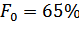 F₀ = 65%